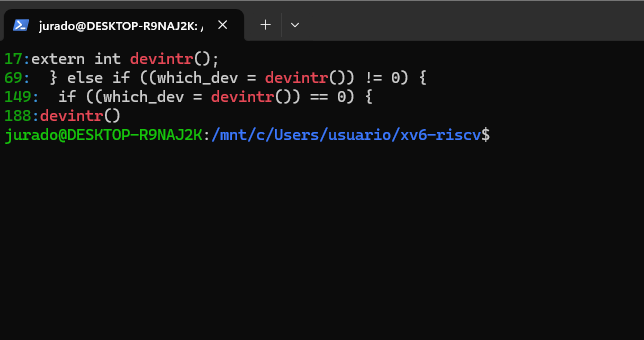 jurado@DESKTOP-R9NAJ2K: /
17:extern int devintr();
69:  } else if ((which_dev = devintr()) != 0) {
149:  if ((which_dev = devintr()) == 0) {
188:devintr()
jurado@DESKTOP-R9NAJ2K:/mnt/c/Users/usuario/xv6-riscv$